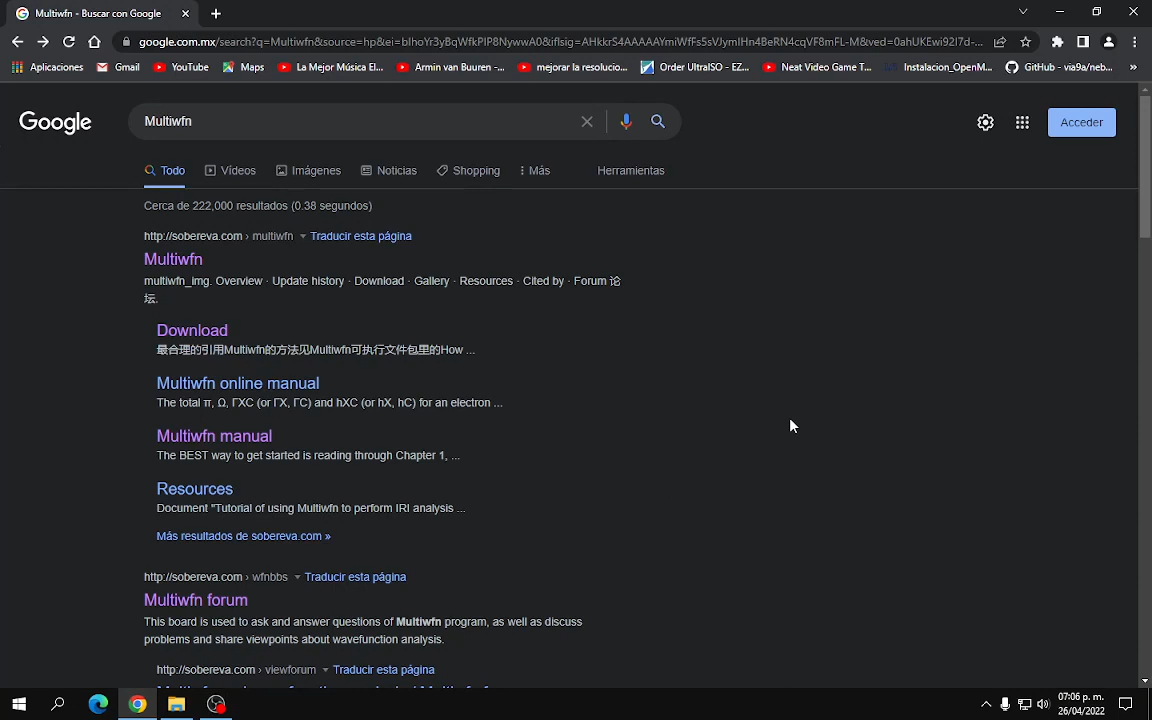 Multiwfn - Buscar con Google
google.com.mx/search?q=Multiwfn&source=hp&ei=blhoYr3yBqWfkPIP8NywwA0&iflsig=AHkkrS4AAAAAYmiWfFs5sVJymIHn4BeRN4cqVF8mFL-M&ved=0ahUKEwi92I7d-...
Aplicaciones Gmail YouTube Maps La Mejor Música El... Armin van Buuren -... mejorar la resolucio... Order UltraISO - EZ... Neat Video Game T... Instalacion_OpenM... GitHub - via9a/neb... »
Google Multiwfn Acceder
Todo Vídeos Imágenes Noticias Shopping Más Herramientas
Cerca de 222,000 resultados (0.38 segundos)
http://sobereva.com › multiwfn Traducir esta página
Multiwfn
multiwfn_img. Overview · Update history · Download · Gallery · Resources · Cited by · Forum 论
坛.
Download
最合理的引用Multiwfn的方法见Multiwfn可执行文件包里的How ...
Multiwfn online manual
The total π, Ω, ΓXC (or ΓX, ΓC) and hXC (or hX, hC) for an electron ...
Multiwfn manual
The BEST way to get started is reading through Chapter 1, ...
Resources
Document "Tutorial of using Multiwfn to perform IRI analysis ...
Más resultados de sobereva.com »
http://sobereva.com › wfnbbs Traducir esta página
Multiwfn forum
This board is used to ask and answer questions of Multiwfn program, as well as discuss
problems and share viewpoints about wavefunction analysis.
http://sobereva.com › viewforum Traducir esta página
07:06 p. m.
26/04/2022